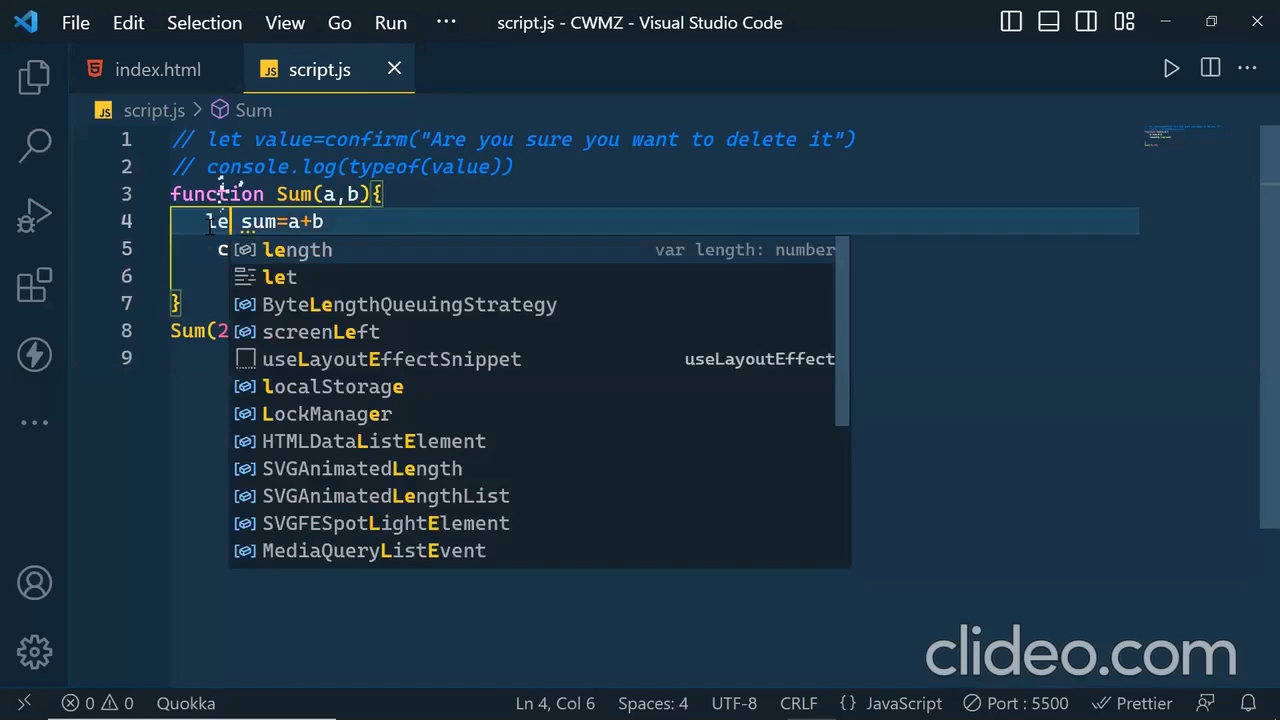 File Edit Selection View Go Run ··· script.js - CWMZ - Visual Studio Code
index.html JS script.js
JS script.js > Sum
1 // let value=confirm("Are you sure you want to delete it")
2 // console.log(typeof(value))
3 function Sum(a,b){
4 le sum=a+b
5 c
6
7 }
8 Sum(2
9
length var length: number
let
ByteLengthQueuingStrategy
screenLeft
useLayoutEffectSnippet useLayoutEffect
localStorage
LockManager
HTMLDataListElement
SVGAnimatedLength
SVGAnimatedLengthList
SVGFESpotLightElement
MediaQueryListEvent
clideo.com
0 0 Quokka Ln 4, Col 6 Spaces: 4 UTF-8 CRLF {} JavaScript Port : 5500 Prettier